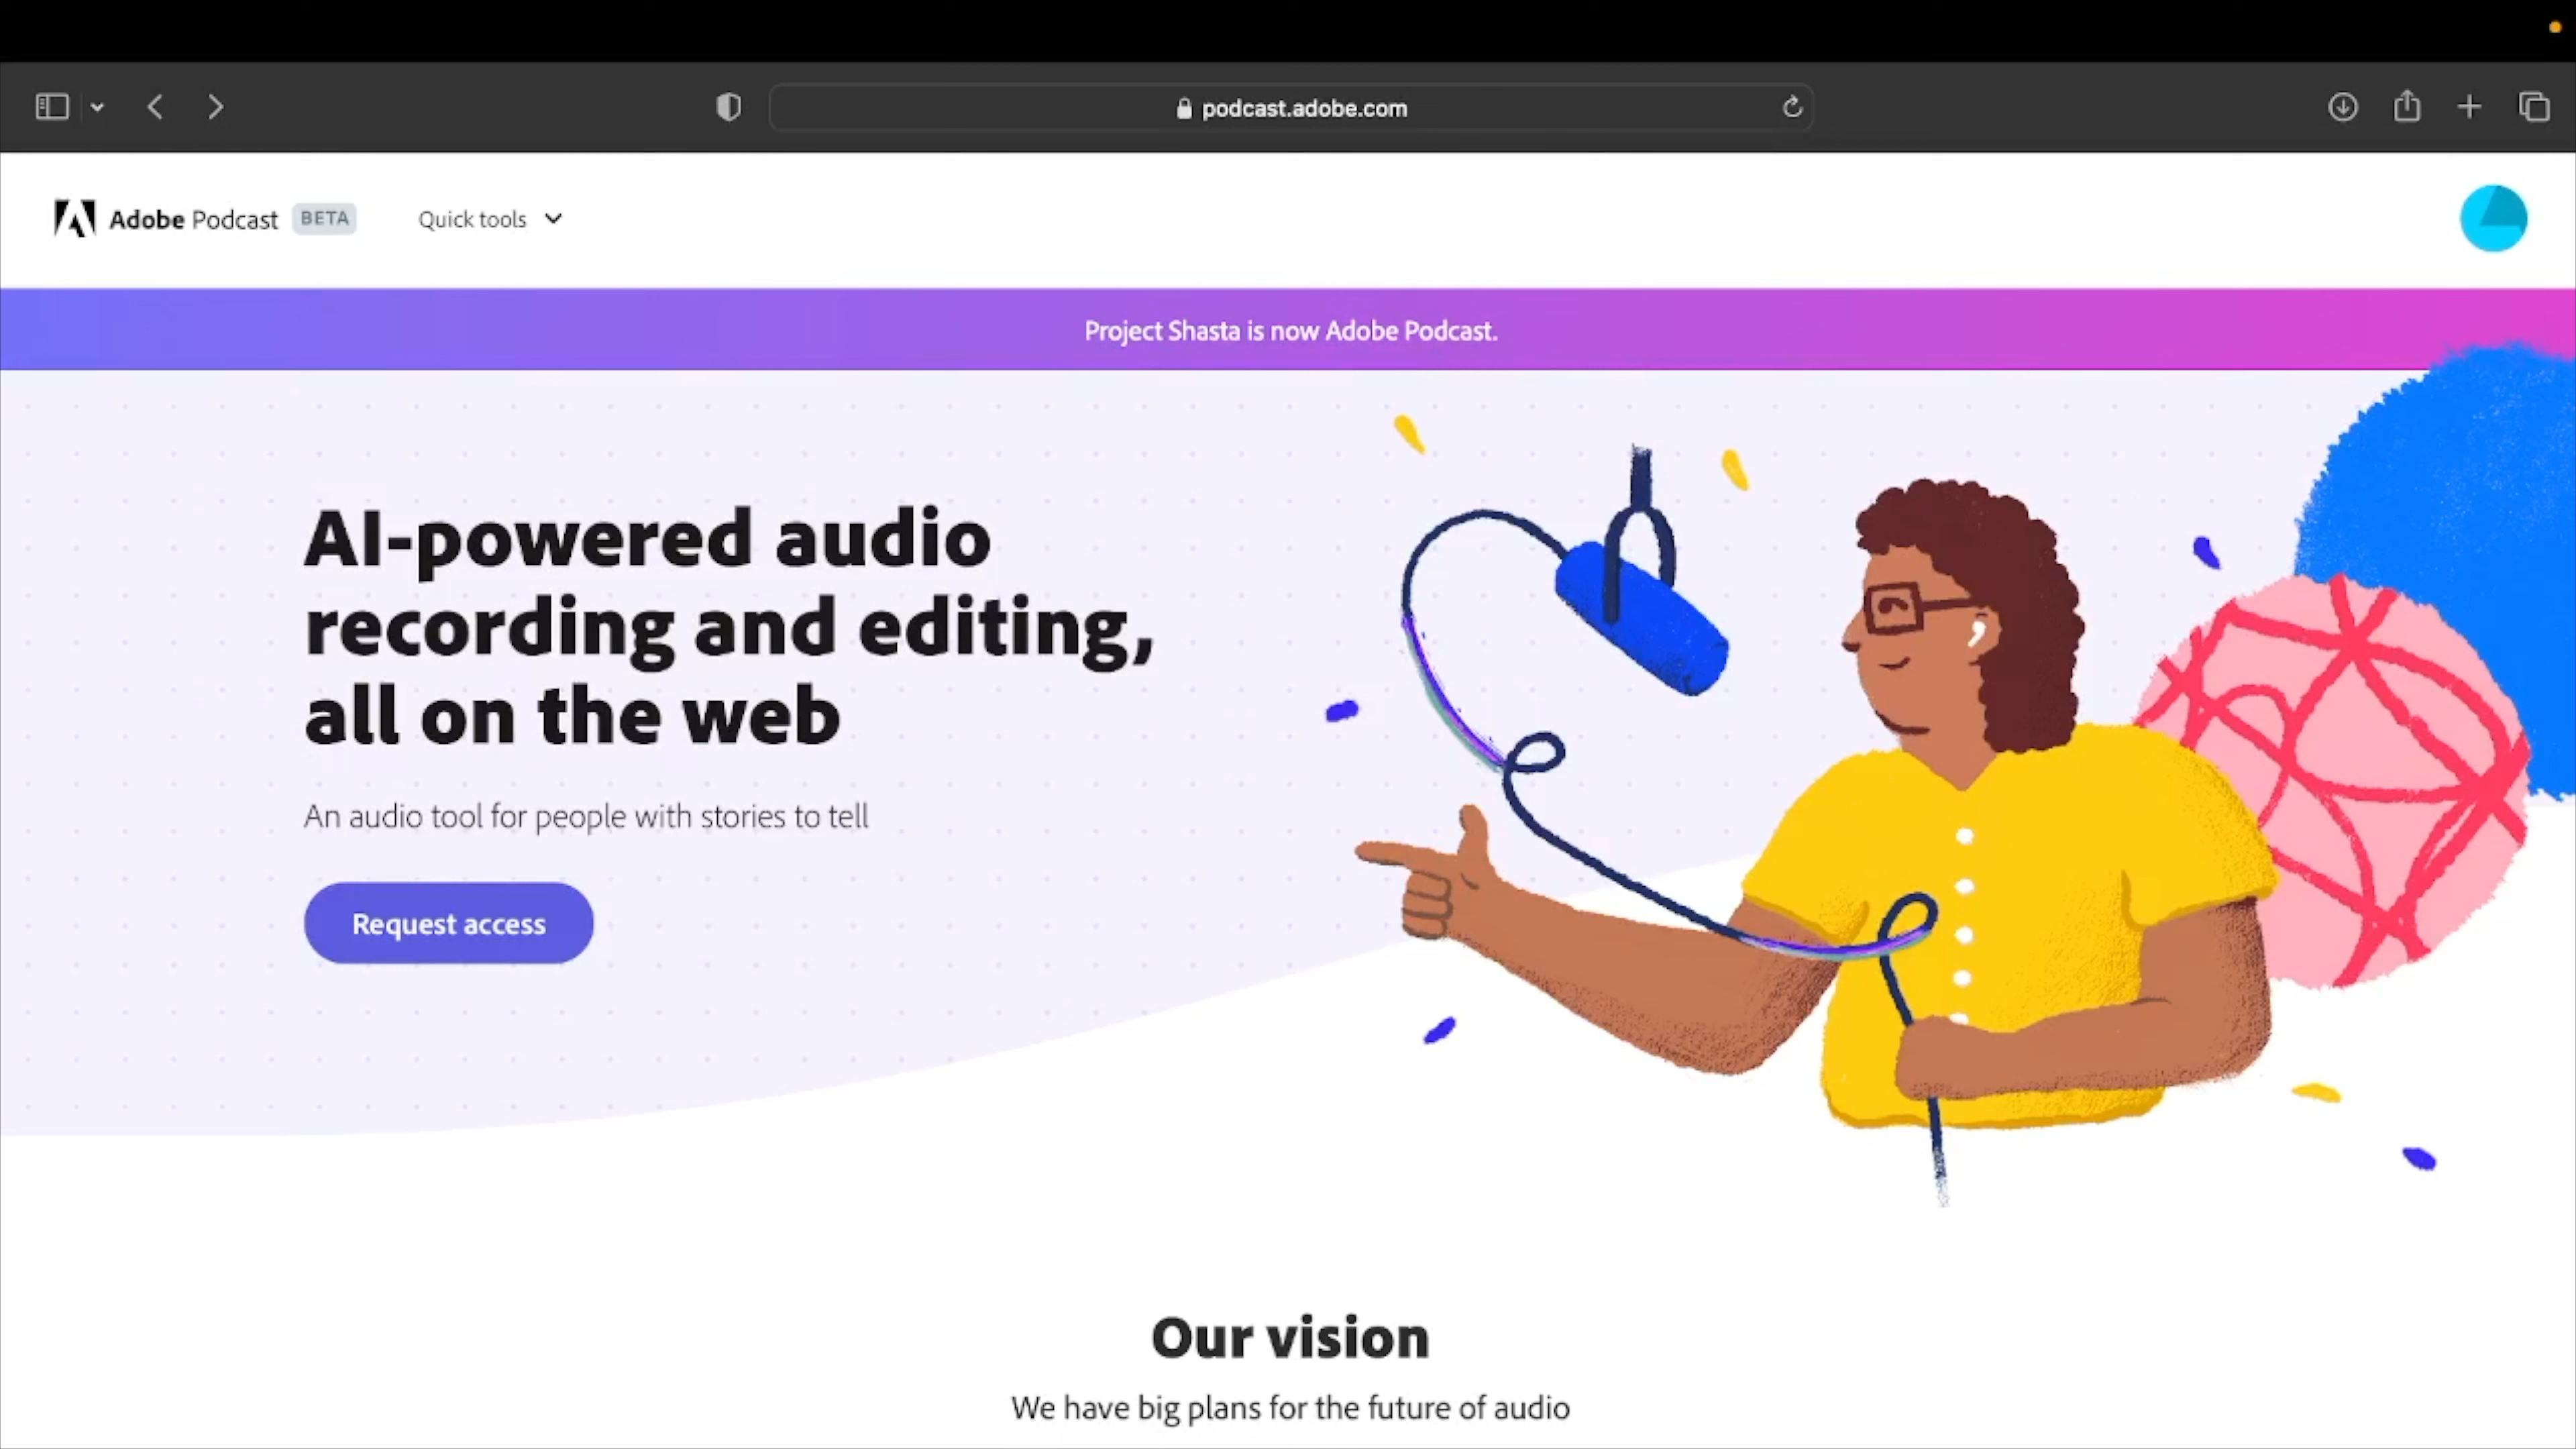 podcast.adobe.com
Adobe Podcast BETA Quick tools
Project Shasta is now Adobe Podcast.
AI-powered audio
recording and editing,
all on the web
An audio tool for people with stories to tell
Request access
Our vision
We have big plans for the future of audio